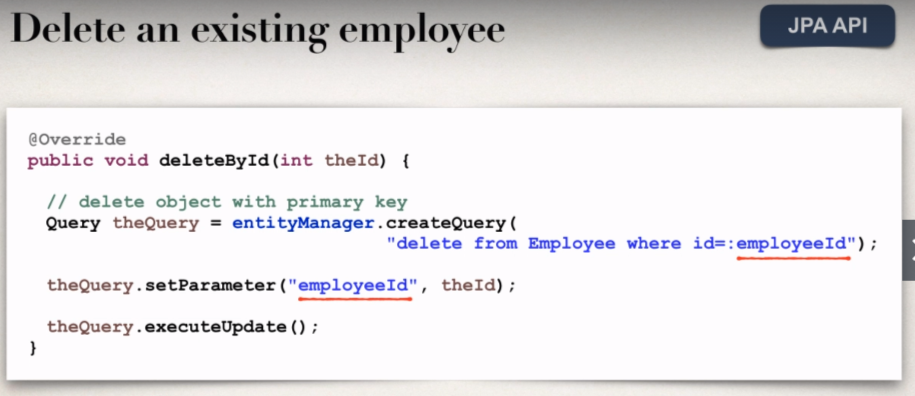 Delete an existing employee
JPA API
@Override
public void deleteById(int theId) {
// delete object with primary key
Query theQuery = entityManager.createQuery(
"delete from Employee where id=:employeeId");
theQuery.setParameter("employeeId", theId);
theQuery.executeUpdate();
}